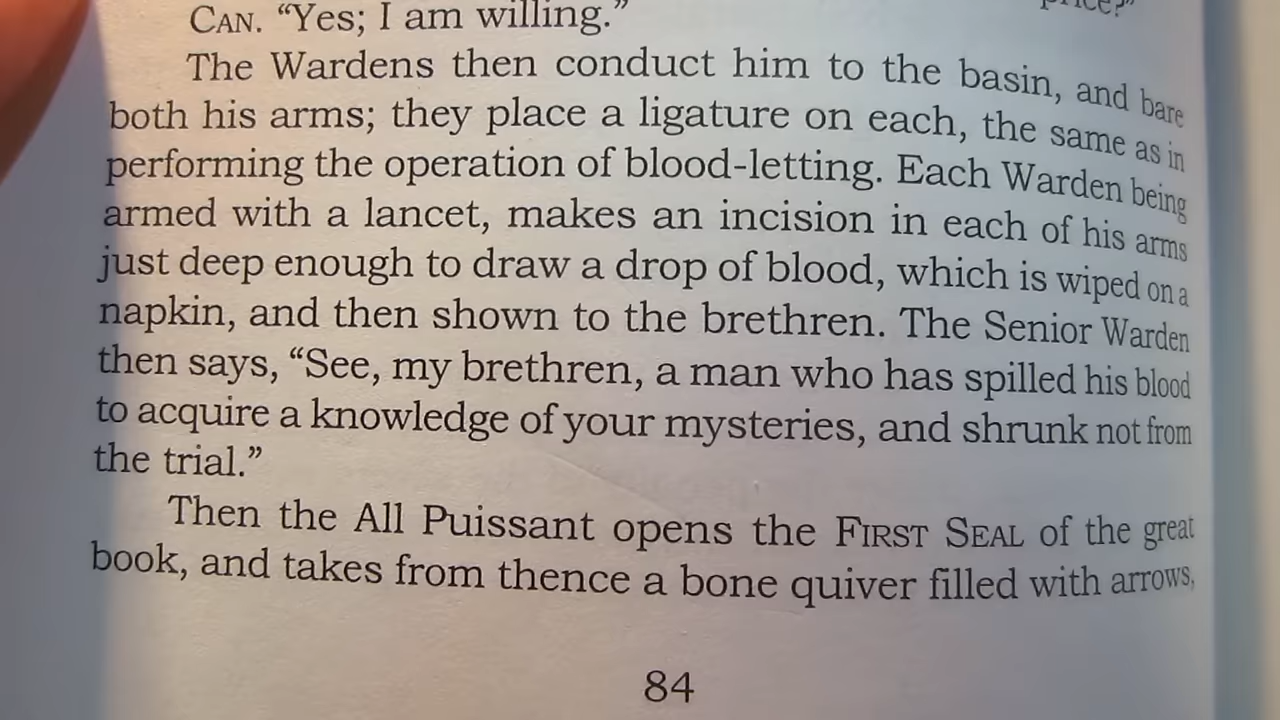 price?"
CAN. “Yes; I am willing.”
The Wardens then conduct him to the basin, and bare
both his arms; they place a ligature on each, the same as in
performing the operation of blood-letting. Each Warden being
armed with a lancet, makes an incision in each of his arms
just deep enough to draw a drop of blood, which is wiped on a
napkin, and then shown to the brethren. The Senior Warden
then says, “See, my brethren, a man who has spilled his blood
to acquire a knowledge of your mysteries, and shrunk not from
the trial.”
Then the All Puissant opens the FIRST SEAL of the great
book, and takes from thence a bone quiver filled with arrows,
84